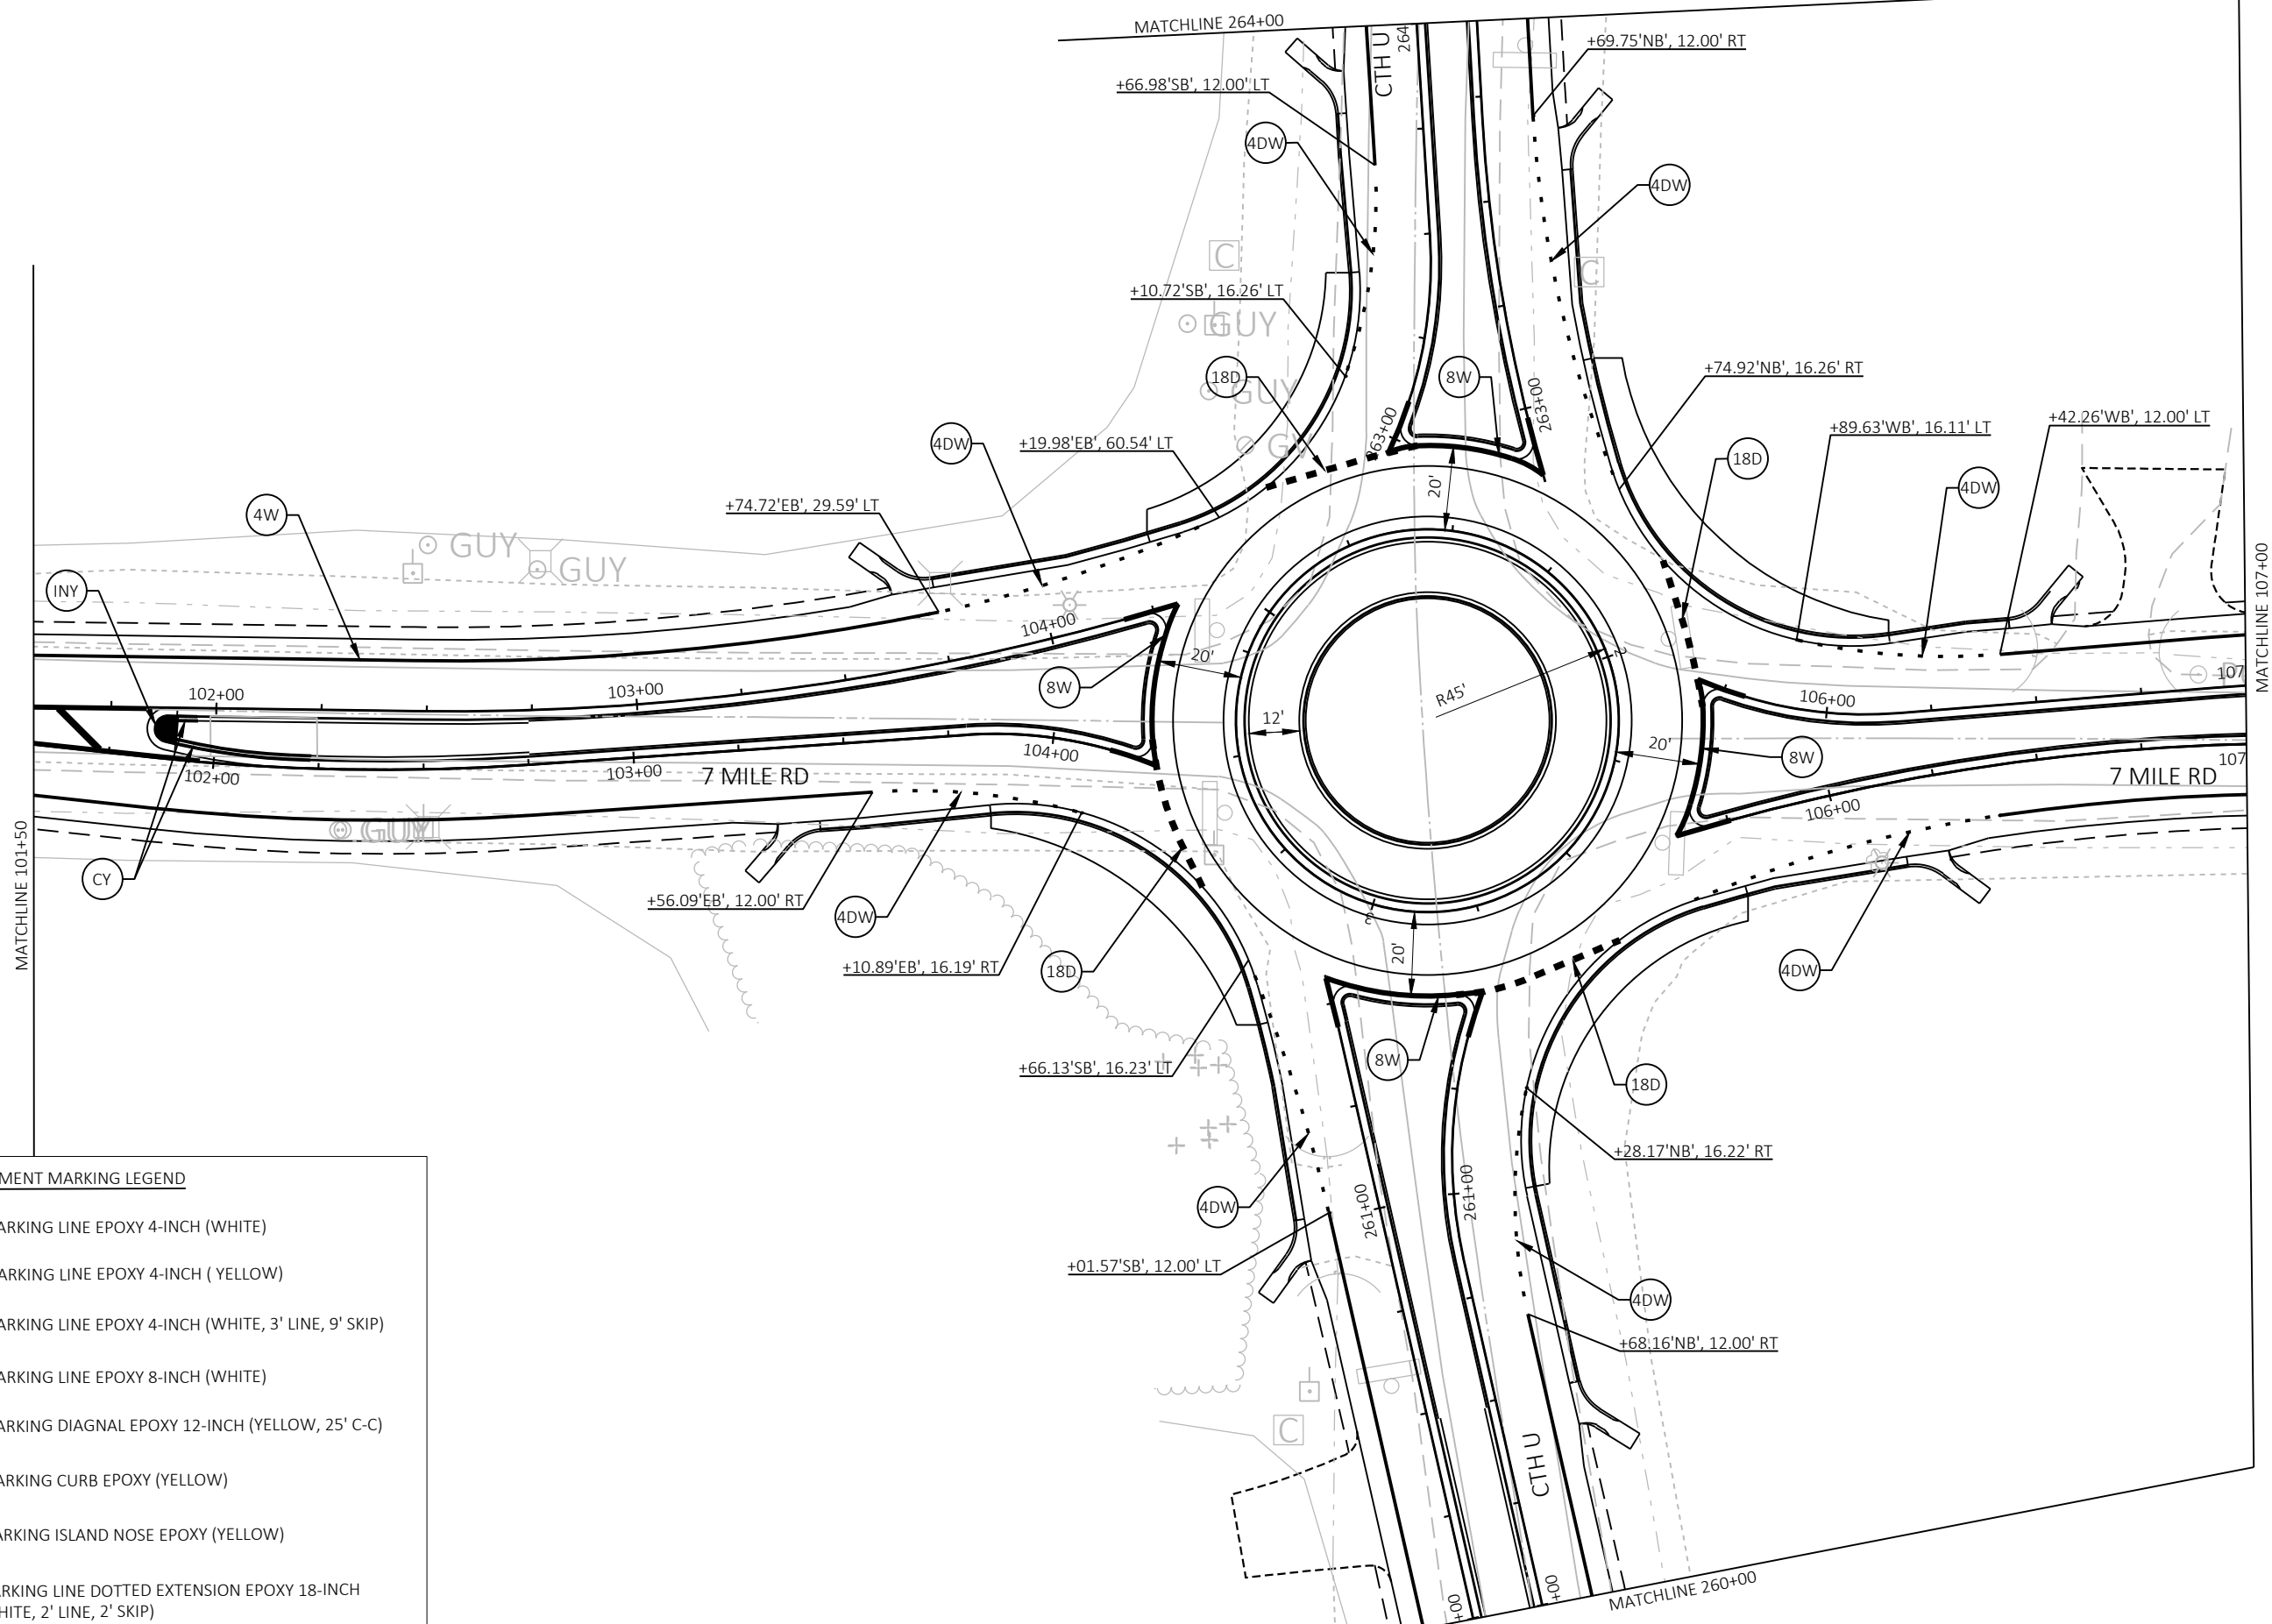 MATCHLINE 264+00
CTH U
264
+69.75'NB', 12.00' RT
+66.98'SB', 12.00' LT
4DW
4DW
C
C
+10.72'SB', 16.26' LT
GUY
18D
8W
GUY
+74.92'NB', 16.26' RT
263+00
263+00
+89.63'WB', 16.11' LT
+42.26'WB', 12.00' LT
4DW
+19.98'EB', 60.54' LT
GV
18D
4DW
20'
+74.72'EB', 29.59' LT
4W
GUY
GUY
INY
104+00
20'
8W
102+00
103+00
R45'
2
12'
20'
106+00
107
MATCHLINE 107+00
8W
107
102+00
103+00
104+00
7 MILE RD
7 MILE RD
106+00
GUY
MATCHLINE 101+50
CY
+56.09'EB', 12.00' RT
4DW
3
20'
+10.89'EB', 16.19' RT
18D
4DW
+66.13'SB', 16.23' LT
8W
18D
+28.17'NB', 16.22' RT
4DW
261+00
261+00
+01.57'SB', 12.00' LT
4DW
+68.16'NB', 12.00' RT
C
CTH U
+00
+00
MATCHLINE 260+00
MENT MARKING LEGEND
ARKING LINE EPOXY 4-INCH (WHITE)
ARKING LINE EPOXY 4-INCH ( YELLOW)
ARKING LINE EPOXY 4-INCH (WHITE, 3' LINE, 9' SKIP)
ARKING LINE EPOXY 8-INCH (WHITE)
ARKING DIAGNAL EPOXY 12-INCH (YELLOW, 25' C-C)
ARKING CURB EPOXY (YELLOW)
ARKING ISLAND NOSE EPOXY (YELLOW)
ARKING LINE DOTTED EXTENSION EPOXY 18-INCH
HITE, 2' LINE, 2' SKIP)